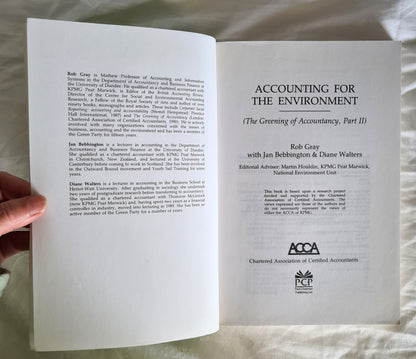 Rob Gray is Mathew Professor of Accounting and Information
Systems in the Department of Accountancy and Business Finance at
the University of Dundee. He qualified as a chartered accountant with
KPMG Peat Marwick, is Editor of the British Accounting Review,
Director of the Centre for Social and Environmental Accounting
Research, a Fellow of the Royal Society of Arts and author of over
ninety books, monographs and articles. These include Corporate Social
Reporting: accounting and accountability (Hemel Hempstead: Prentice
Hall International, 1987) and The Greening of Accountancy (London:
Chartered Association of Certified Accountants, 1990). He is actively
involved with many organizations concerned with the issues of
business, accounting and the environment and has been a member of
the Green Party for fifteen years.
Jan Bebbington is a lecturer in accounting in the Department of
Accountancy and Business Finance at the University of Dundee. She
qualified as a chartered accountant with KPMG Peat Marwick
in Christchurch, New Zealand, and lectured at the University of
Canterbury before coming to work in Scotland. She has been involved in
the Outward Bound movement and Youth Sail Training for some
years.
Diane Walters is a lecturer in accounting in the Business School at
Heriot-Watt University. After graduating in sociology she undertook
two years of postgraduate research before transferring to accountancy.
She qualified as a chartered accountant with Thomson McLintock
(now KPMG Peat Marwick) and, having spent two years as a financial
controller in industry, moved into lecturing in 1989. She has been an
active member of the Green Party for a number of years.
ACCOUNTING FOR
THE ENVIRONMENT
(The Greening of Accountancy, Part II)
Rob Gray
with Jan Bebbington & Diane Walters
Editorial Advisor: Martin Houldin, KPMG Peat Marwick,
National Environment Unit
This book is based upon a research project
funded and supported by the Chartered
Association of Certified Accountants. The
views expressed are those of the authors and
do not necessarily represent the views of
either the ACCA or KPMG.
ACCA
Chartered Association of Certified Accountants
PCP
Paul Chapman
Publishing Ltd